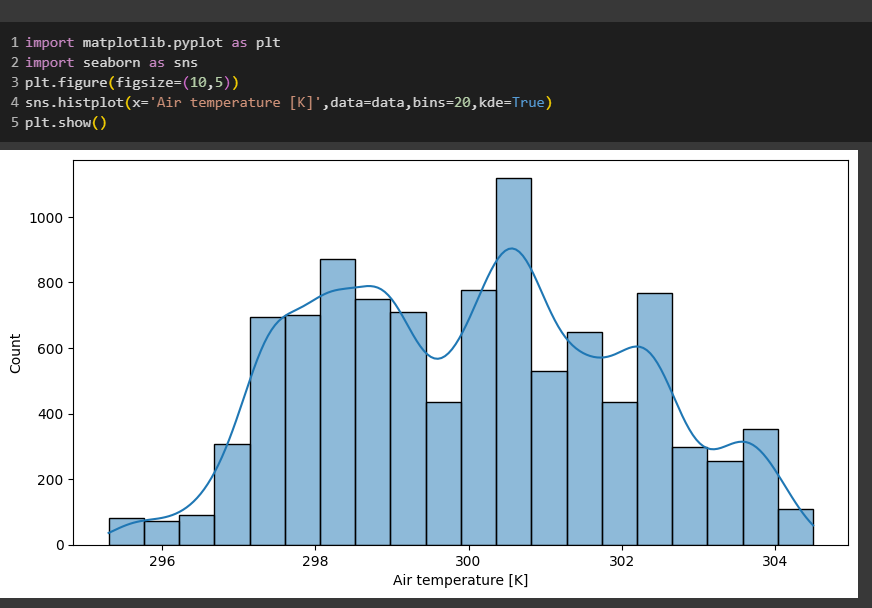 1 import matplotlib.pyplot as plt
2 import seaborn as sns
3 plt.figure(figsize=(10,5))
4 sns.histplot(x='Air temperature [K]',data=data,bins=20,kde=True)
5 plt.show()
1000
800
600
400
200
0
Count
296 298 300 302 304
Air temperature [K]